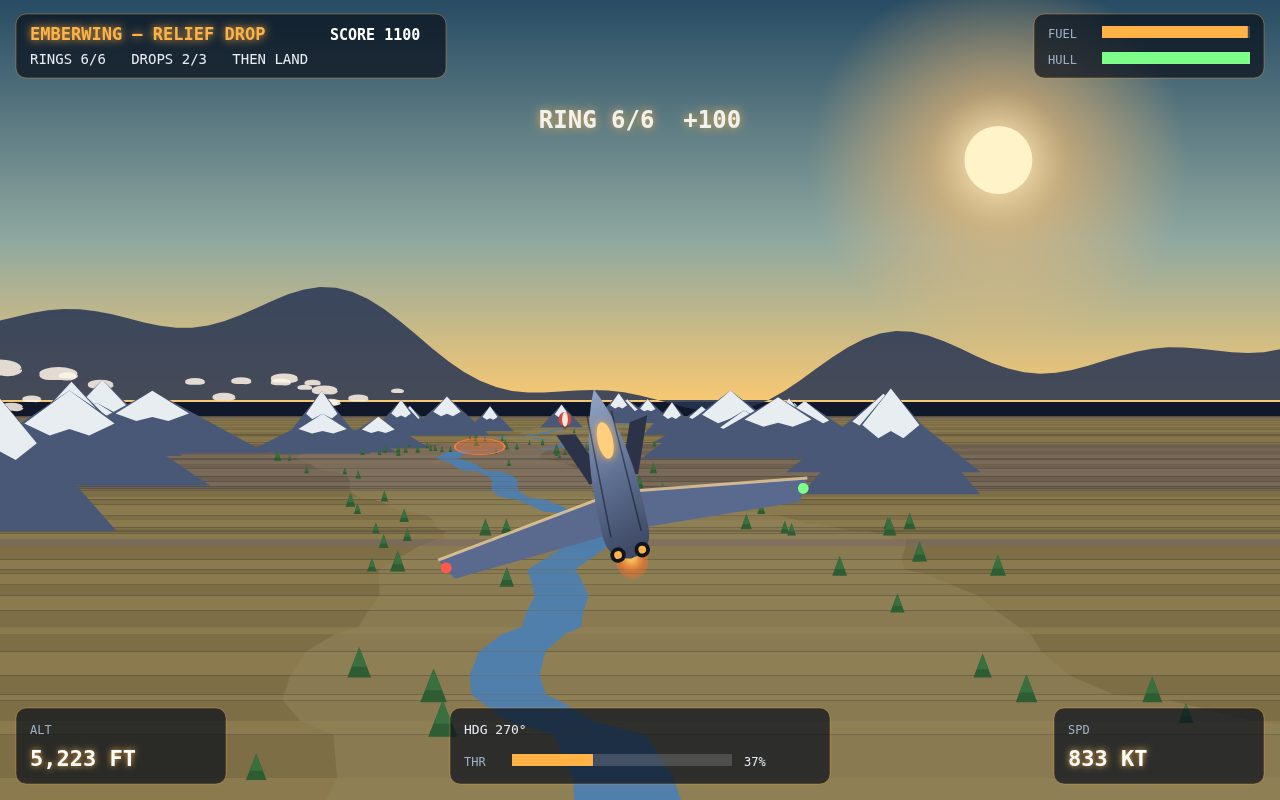 EMBERWING — RELIEF DROP SCORE 1100
RINGS 6/6 DROPS 2/3 THEN LAND
FUEL
HULL
RING 6/6 +100
ALT
5,223 FT
HDG 270°
THR 37%
SPD
833 KT